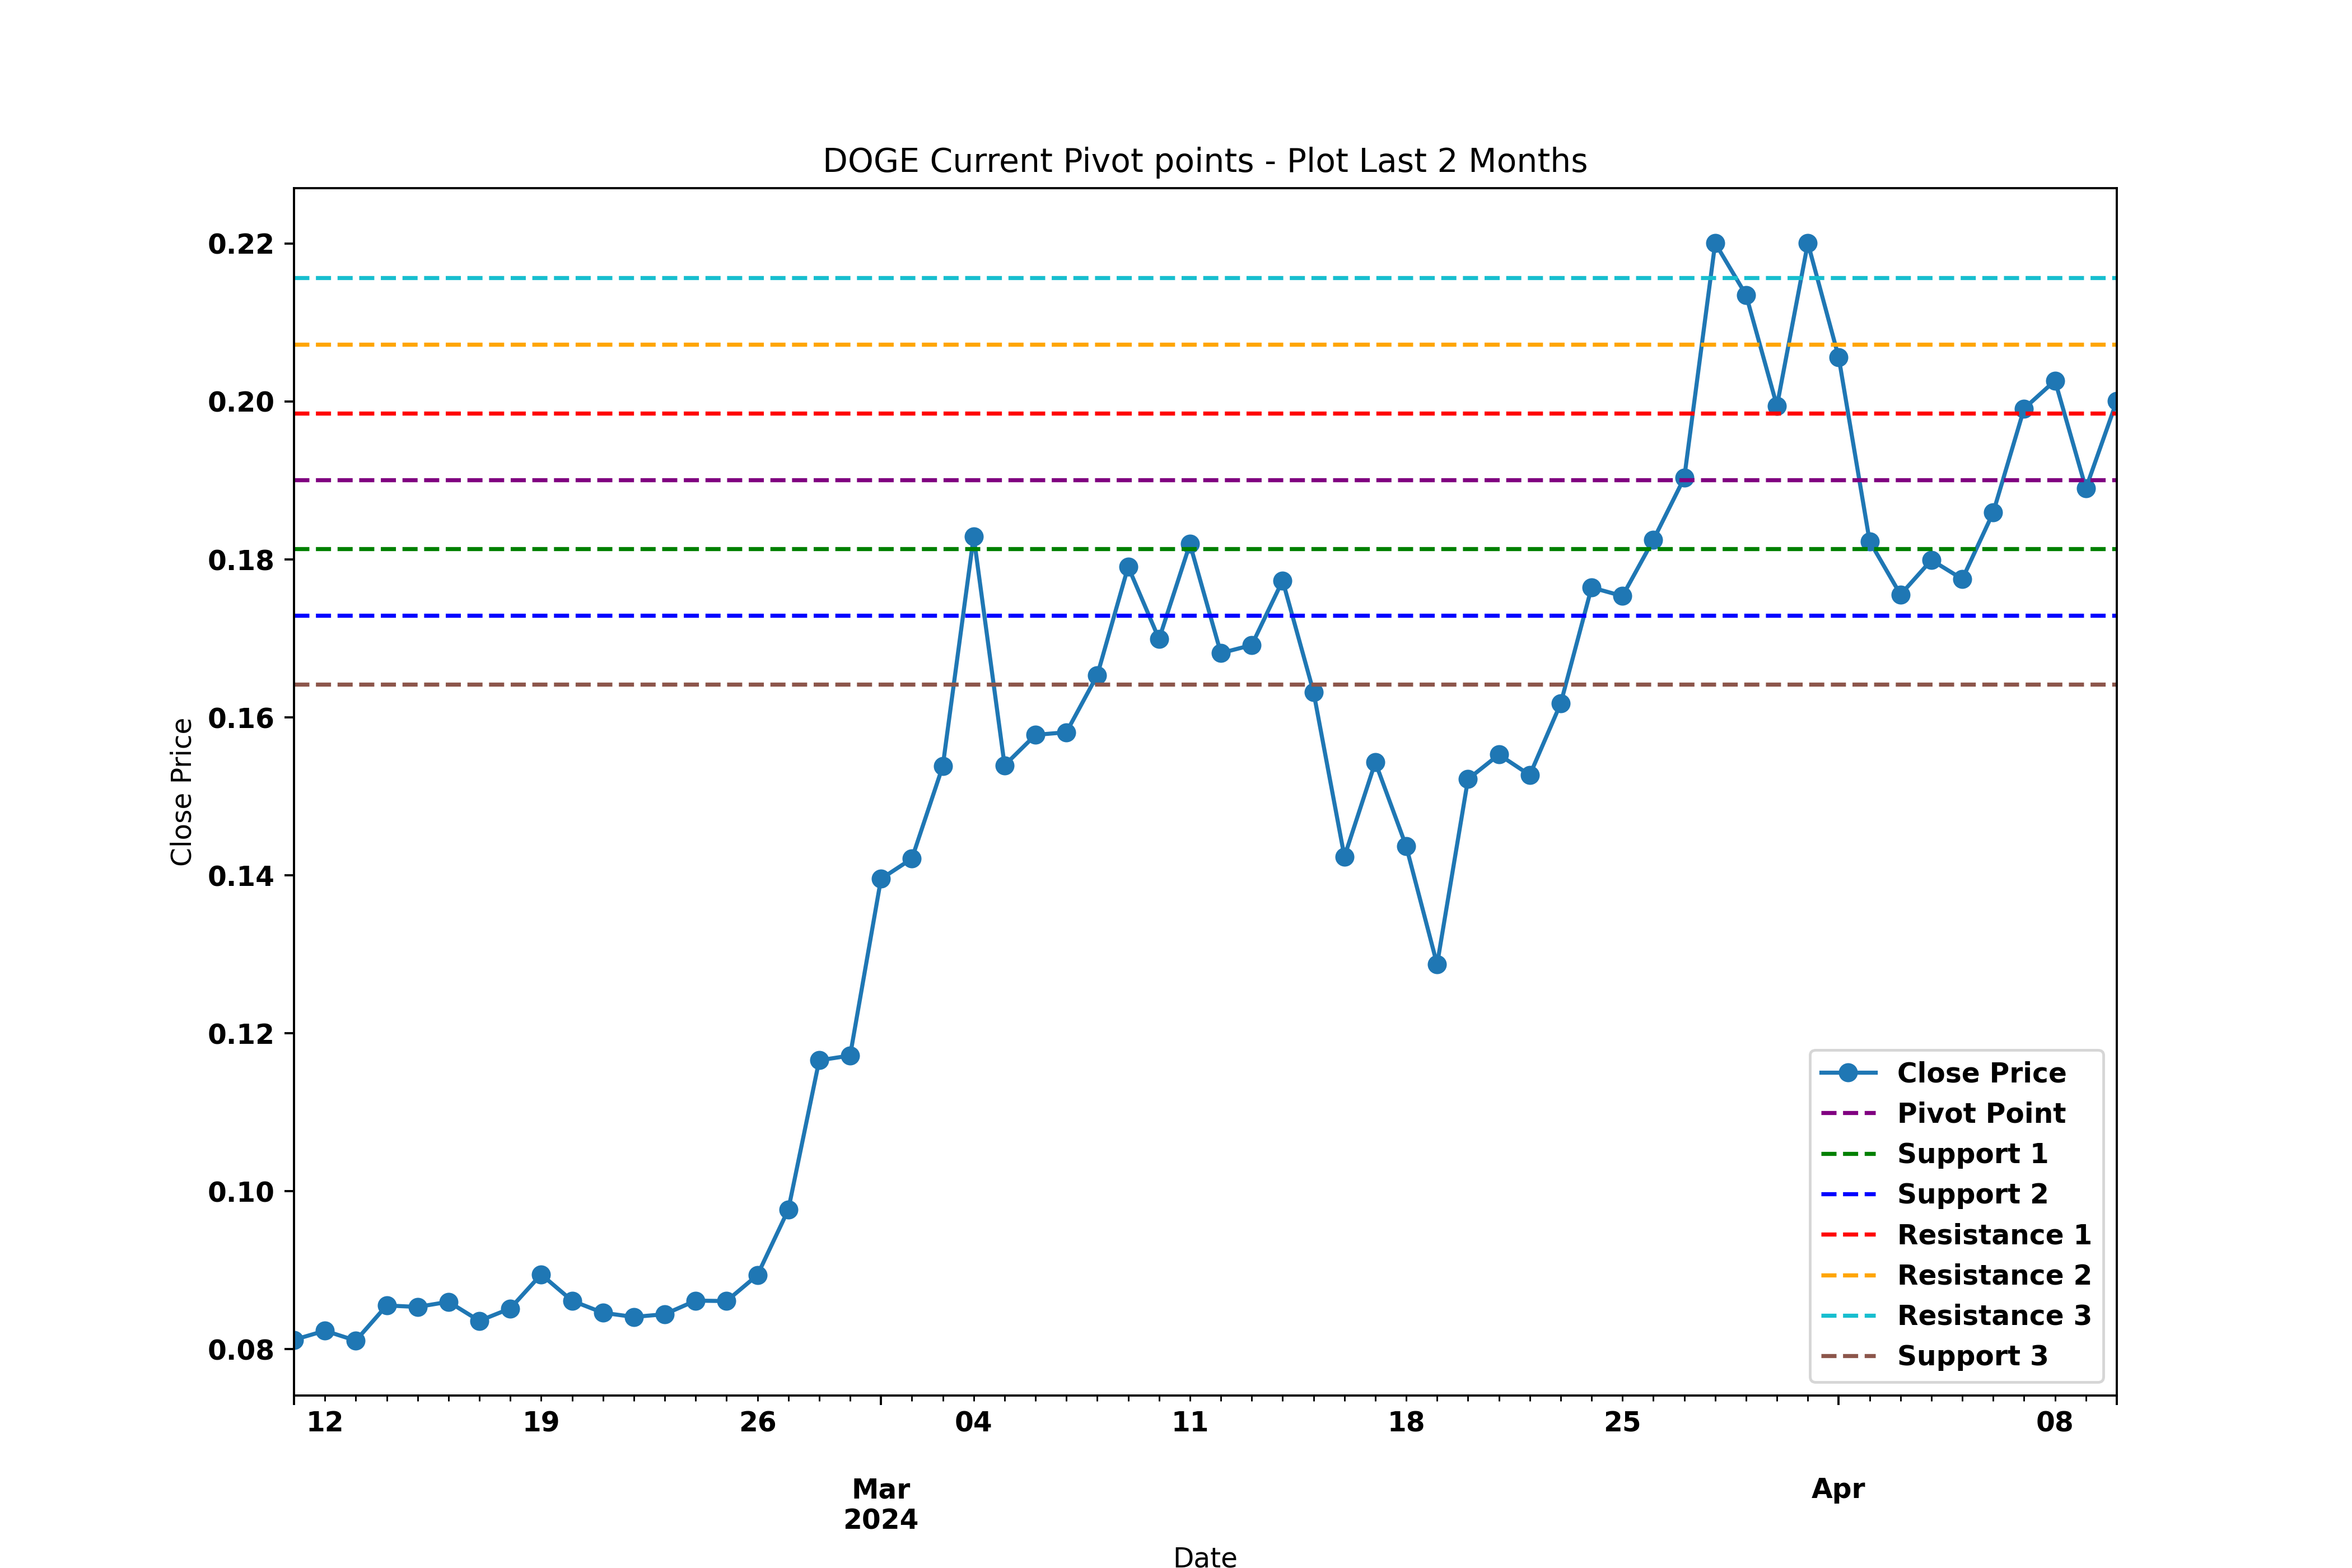 DOGE Current Pivot points - Plot Last 2 Months
Close Price
0.22
0.20
0.18
0.16
0.14
0.12
0.10
0.08
Close Price
Pivot Point
Support 1
Support 2
Resistance 1
Resistance 2
Resistance 3
Support 3
12 19 26 04 11 18 25 08
Mar Apr
2024
Date